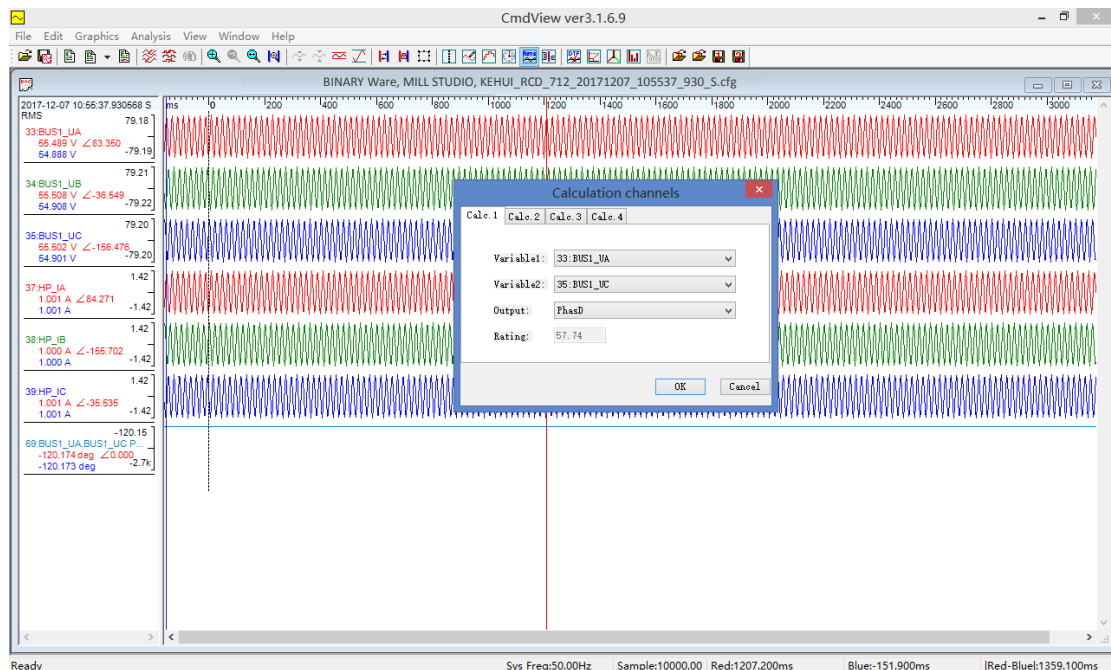 CmdView ver3.1.6.9
File Edit Graphics Analysis View Window Help
BINARY Ware, MILL STUDIO, KEHUI_RCD_712_20171207_105537_930_S.cfg
2017-12-07 10:55:37.930568 S
ms 0 200 400 600 800 1000 1200 1400 1600 1800 2000 2200 2400 2600 2800 3000
RMS
79.18
33:BUS1_UA
55.489 V ∠83.350
54.888 V
-79.19
79.21
34:BUS1_UB
55.508 V ∠-36.549
54.908 V
-79.22
79.20
35:BUS1_UC
55.502 V ∠-156.476
54.901 V
-79.20
1.42
37:HP_IA
1.001 A ∠84.271
1.001 A
-1.42
1.42
38:HP_IB
1.000 A ∠-155.702
1.000 A
-1.42
1.42
39:HP_IC
1.001 A ∠-35.535
1.001 A
-1.42
-120.15
69:BUS1_UA,BUS1_UC P...
-120.174 deg ∠0.000
-120.173 deg
-2.7k
Calculation channels
Calc.1 Calc.2 Calc.3 Calc.4
Variable1: 33:BUS1_UA
Variable2: 35:BUS1_UC
Output: PhasD
Rating: 57.74
OK Cancel
Ready
Sys Freq:50.00Hz Sample:10000.00 Red:1207.200ms Blue:-151.900ms |Red-Blue|:1359.100ms